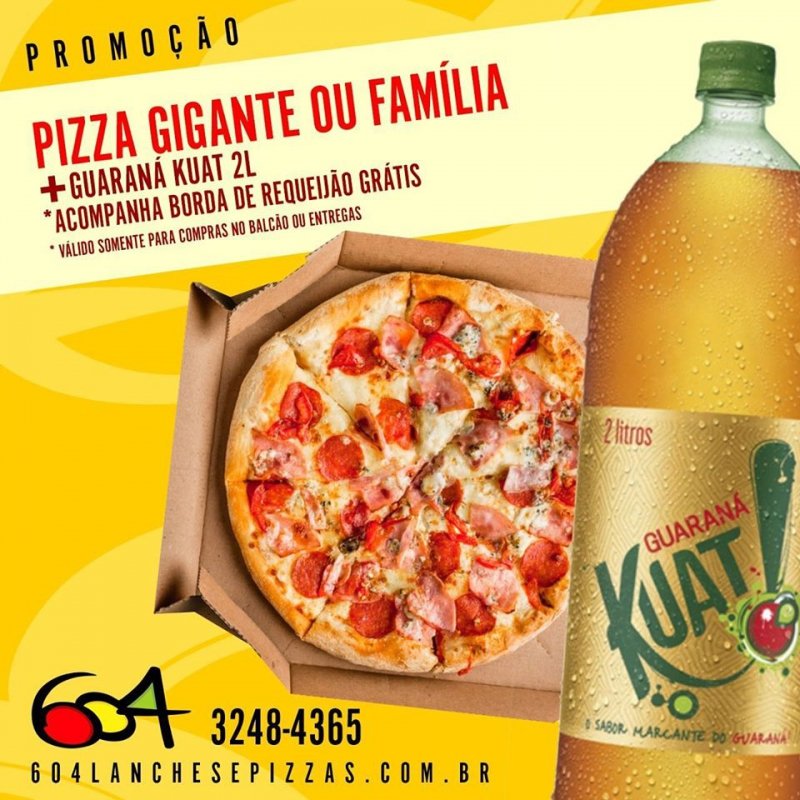 PROMOÇÃO
PIZZA GIGANTE OU FAMÍLIA
+GUARANÁ KUAT 2L
*ACOMPANHA BORDA DE REQUEIJÃO GRÁTIS
* VÁLIDO SOMENTE PARA COMPRAS NO BALCÃO OU ENTREGAS
2 litros
GUARANÁ
KUAT!
O SABOR MARCANTE DO GUARANÁ!
604 3248-4365
604LANCHESEPIZZAS.COM.BR